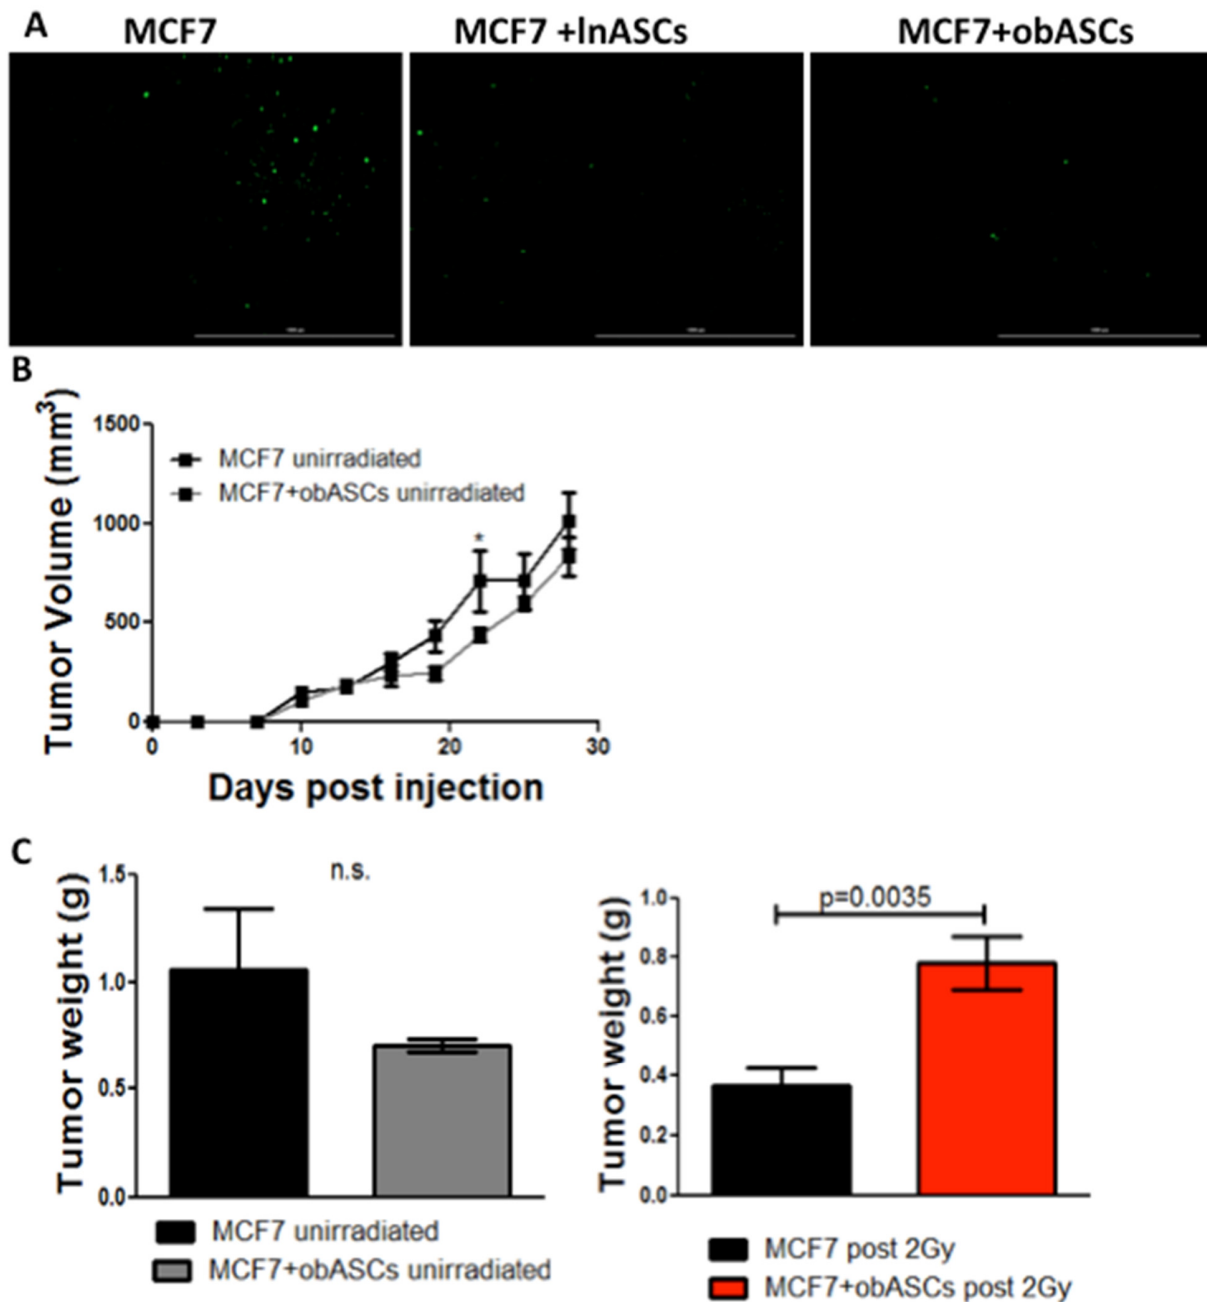 A
MCF7
MCF7 +lnASCs
MCF7+obASCs
B
Tumor Volume (mm³)
1500
1000
500
0
MCF7 unirradiated
MCF7+obASCs unirradiated
*
0
10
20
30
Days post injection
C
Tumor weight (g)
1.5
1.0
0.5
0.0
n.s.
MCF7 unirradiated
MCF7+obASCs unirradiated
Tumor weight (g)
1.0
0.8
0.6
0.4
0.2
0.0
p=0.0035
MCF7 post 2Gy
MCF7+obASCs post 2Gy